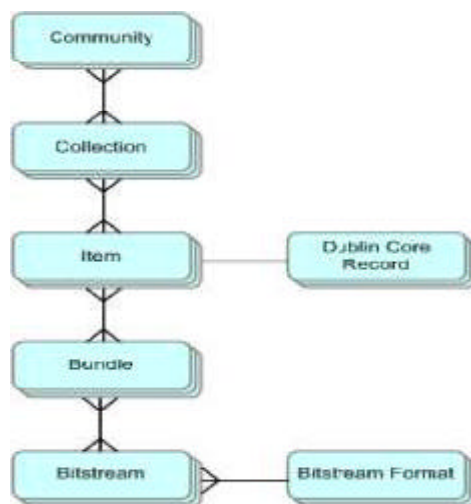 Community
Collection
Item
Dublin Core
Record
Bundle
Bitstream
Bitstream Format